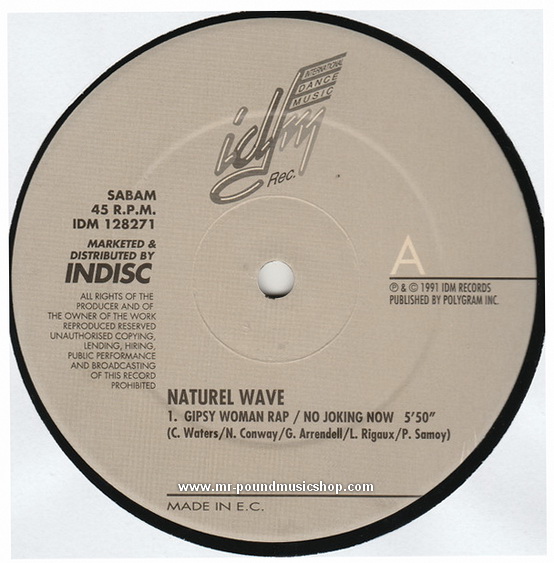 INTERNATIONAL
DANCE
MUSIC
idm
Rec.
SABAM
45 R.P.M.
IDM 128271
MARKETED &
DISTRIBUTED BY
INDISC
ALL RIGHTS OF THE
PRODUCER AND OF
THE OWNER OF THE WORK
REPRODUCED RESERVED
UNAUTHORISED COPYING,
LENDING, HIRING,
PUBLIC PERFORMANCE
AND BROADCASTING
OF THIS RECORD
PROHIBITED
A
℗ & © 1991 IDM RECORDS
PUBLISHED BY POLYGRAM INC.
NATUREL WAVE
1. GIPSY WOMAN RAP / NO JOKING NOW 5'50"
(C. Waters/N. Conway/G. Arrendell/L. Rigaux/P. Samoy)
www.mr-poundmusicshop.com
MADE IN E.C.